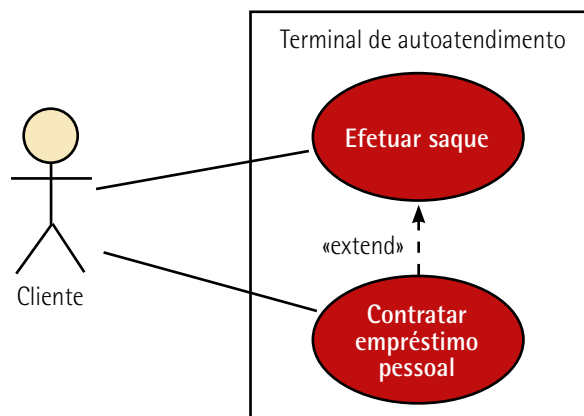 Terminal de autoatendimento
Efetuar saque
«extend»
Cliente
Contratar
empréstimo
pessoal